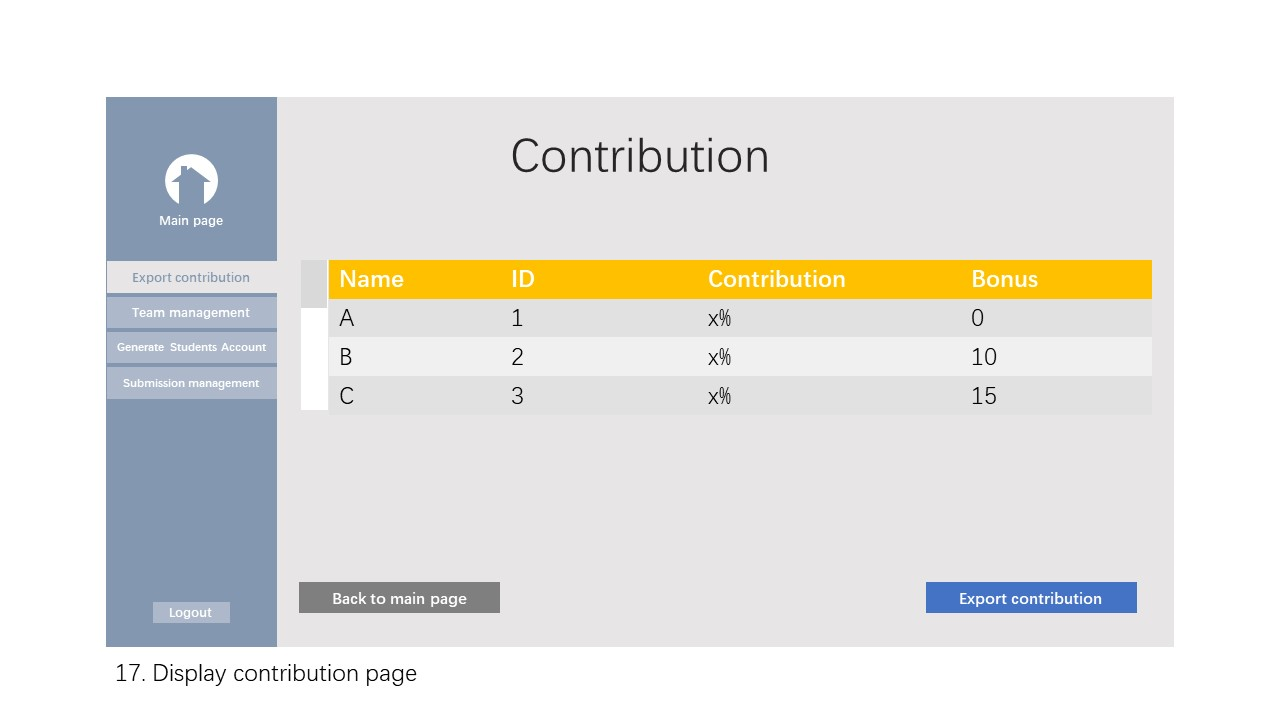 Contribution
Main page
Export contribution
Team management
Generate Students Account
Submission management
Logout
Name ID Contribution Bonus
A 1 x% 0
B 2 x% 10
C 3 x% 15
Back to main page
Export contribution
17. Display contribution page